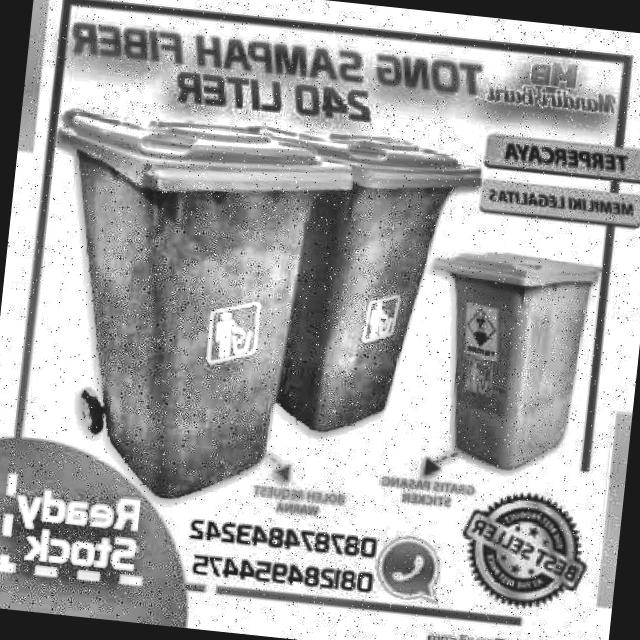 MB
Mandiri Baru
TONG SAMPAH FIBER
240 LITER
TERPERCAYA
MEMILIKI LEGALITAS
GRATIS PASANG
STICKER
BOLEH REQUEST
WARNA
Ready!
Stock
087874843242
081284954475
BEST SELLER